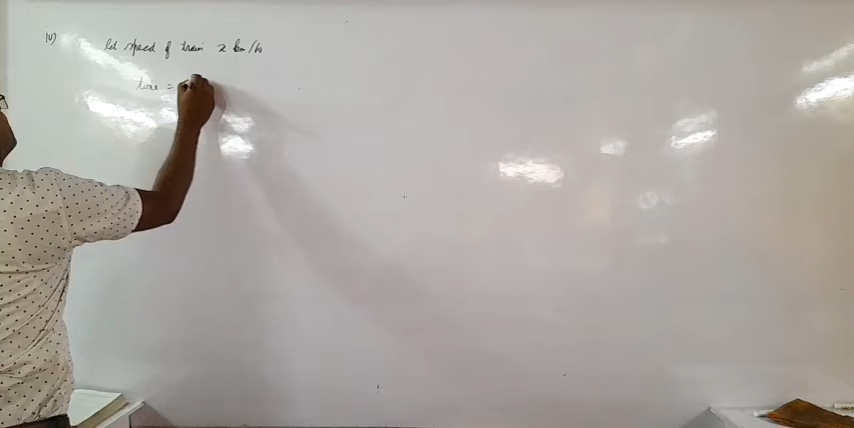 iv)
let speed of train x km/h
time =